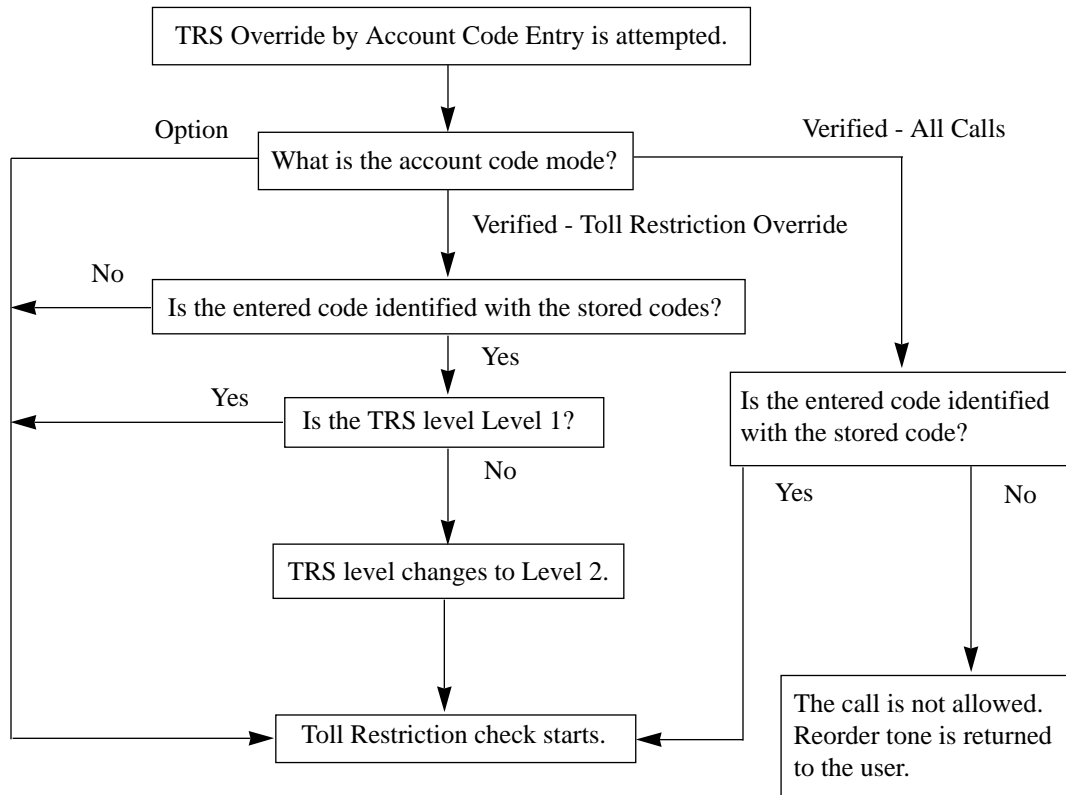 TRS Override by Account Code Entry is attempted.
Option
Verified - All Calls
What is the account code mode?
Verified - Toll Restriction Override
No
Is the entered code identified with the stored codes?
Yes
Yes
Is the TRS level Level 1?
Is the entered code identified
with the stored code?
No
Yes
No
TRS level changes to Level 2.
Toll Restriction check starts.
The call is not allowed.
Reorder tone is returned
to the user.